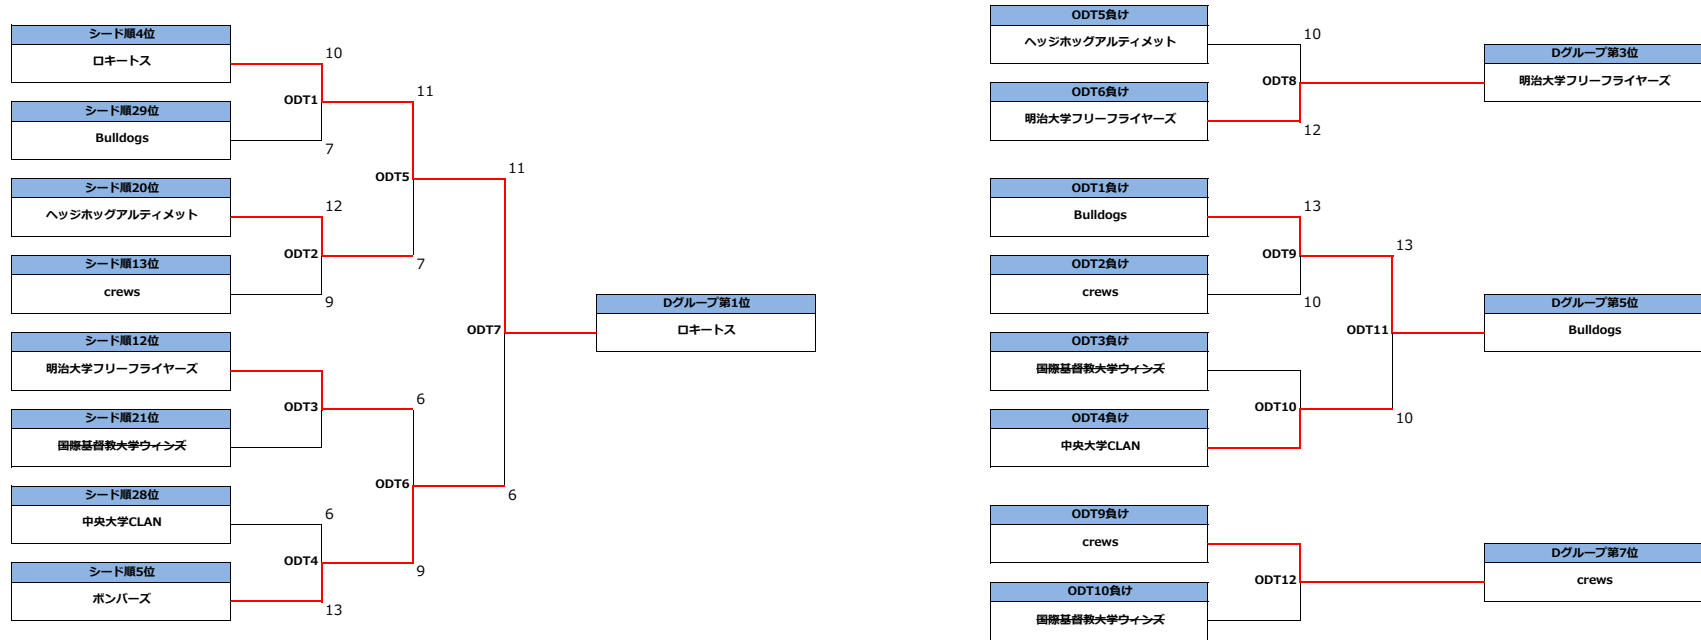 シード順4位
ロキートス
10
ODT1
11
シード順29位
Bulldogs
7
ODT5
11
シード順20位
ヘッジホッグアルティメット
12
ODT2
7
シード順13位
crews
9
ODT7
Dグループ第1位
ロキートス
シード順12位
明治大学フリーフライヤーズ
ODT3
6
シード順21位
国際基督教大学ウィンズ
ODT6
6
シード順28位
中央大学CLAN
6
ODT4
9
シード順5位
ボンバーズ
13
ODT5負け
ヘッジホッグアルティメット
10
ODT8
Dグループ第3位
明治大学フリーフライヤーズ
ODT6負け
明治大学フリーフライヤーズ
12
ODT1負け
Bulldogs
13
ODT9
13
ODT2負け
crews
10
ODT11
Dグループ第5位
Bulldogs
ODT3負け
国際基督教大学ウィンズ
ODT10
10
ODT4負け
中央大学CLAN
ODT9負け
crews
ODT12
Dグループ第7位
crews
ODT10負け
国際基督教大学ウィンズ